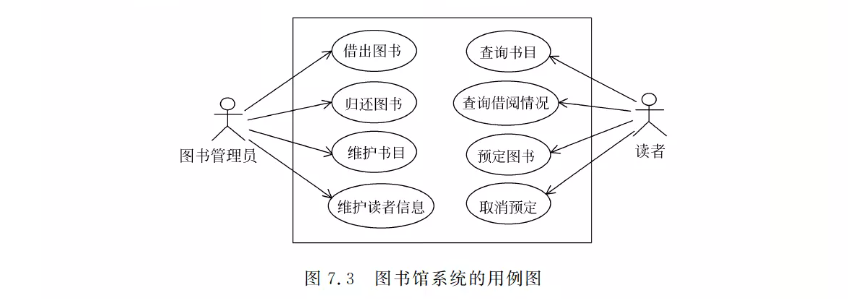 借出图书
查询书目
归还图书
查询借阅情况
图书管理员
维护书目
预定图书
读者
维护读者信息
取消预定
图 7.3 图书馆系统的用例图